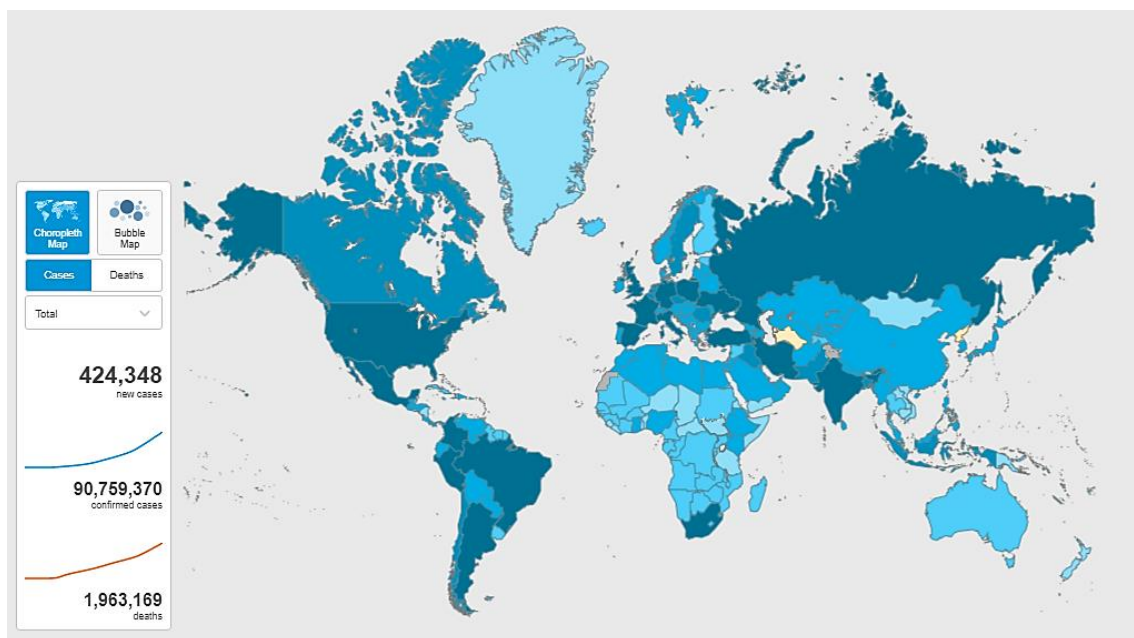 Choropleth
Map
Bubble
Map
Cases
Deaths
Total
424,348
new cases
90,759,370
confirmed cases
1,963,169
deaths